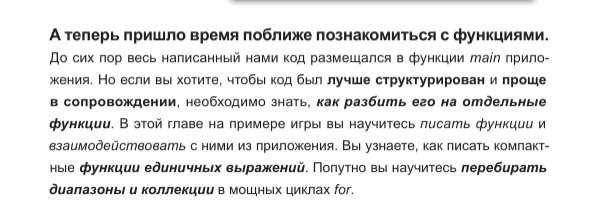 А теперь пришло время поближе познакомиться с функциями.
До сих пор весь написанный нами код размещался в функции main прило-
жения. Но если вы хотите, чтобы код был лучше структурирован и проще
в сопровождении, необходимо знать, как разбить его на отдельные
функции. В этой главе на примере игры вы научитесь писать функции и
взаимодействовать с ними из приложения. Вы узнаете, как писать компакт-
ные функции единичных выражений. Попутно вы научитесь перебирать
диапазоны и коллекции в мощных циклах for.